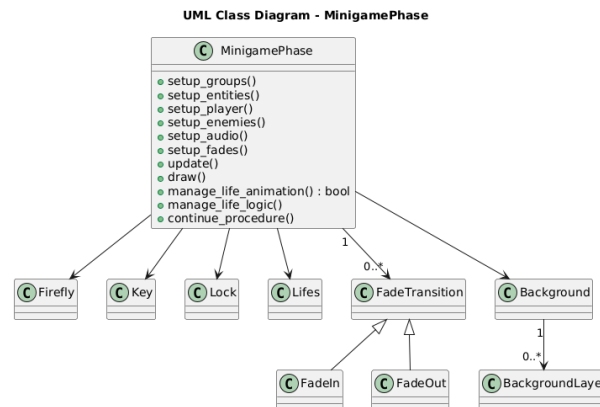 UML Class Diagram - MinigamePhase
C MinigamePhase
setup_groups()
setup_entities()
setup_player()
setup_enemies()
setup_audio()
setup_fades()
update()
draw()
manage_life_animation() : bool
manage_life_logic()
continue_procedure()
1
0..*
C Firefly
C Key
C Lock
C Lifes
C FadeTransition
C Background
1
0..*
C FadeIn
C FadeOut
C BackgroundLaye